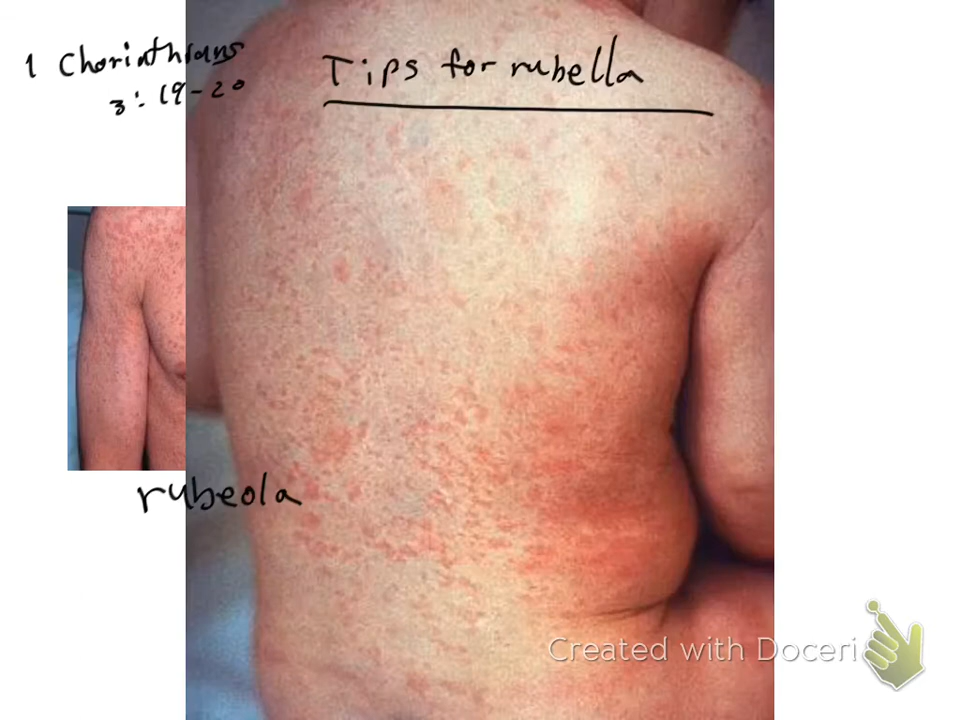 1 Chorinthians
3:19-20
Tips for rubella
rubeola
Created with Doceri